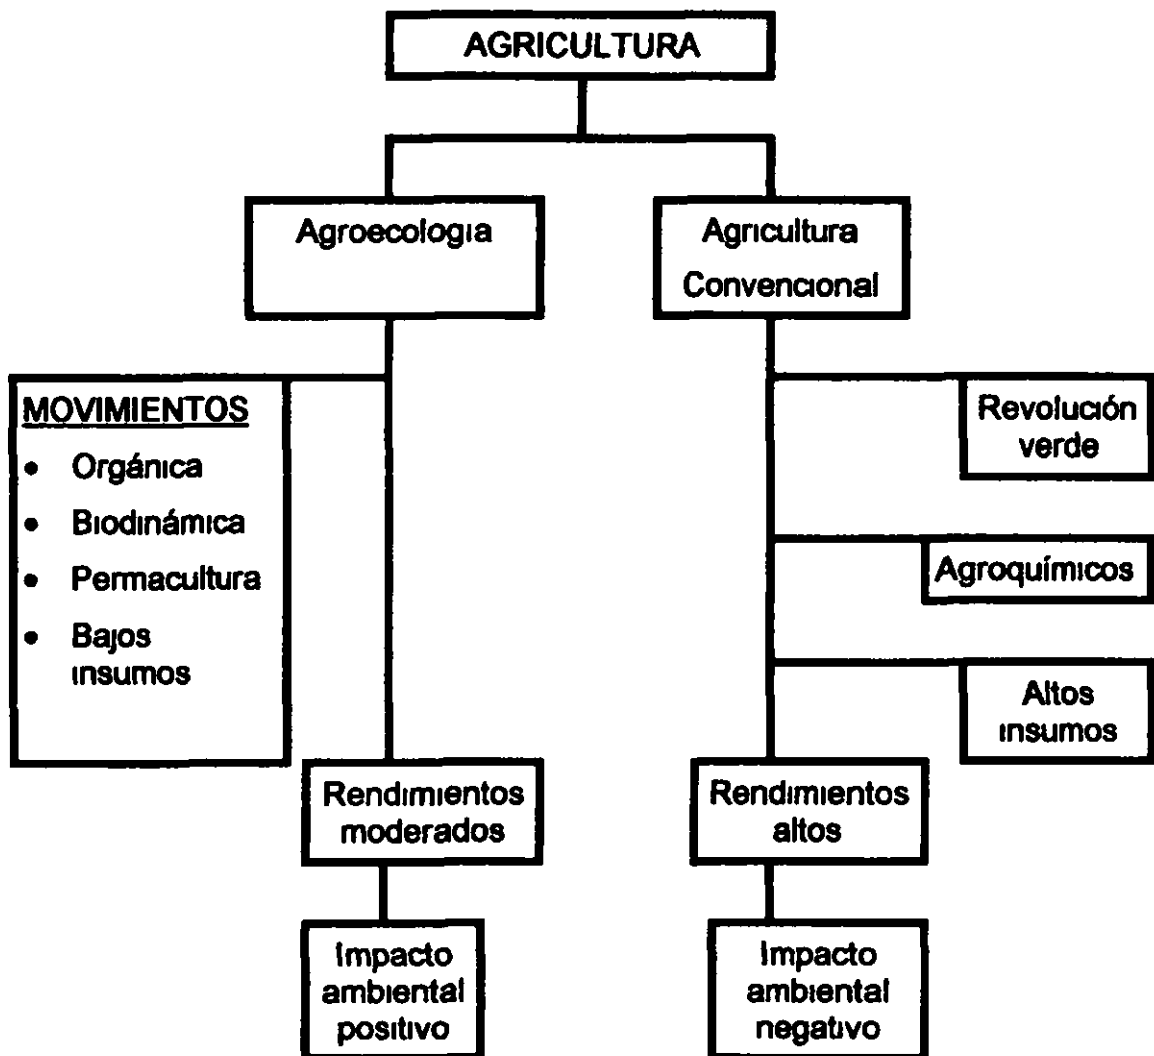 AGRICULTURA
Agroecologia
Agricultura
Convencional
MOVIMIENTOS
• Orgánica
• Biodinámica
• Permacultura
• Bajos
insumos
Revolución
verde
Agroquímicos
Altos
insumos
Rendimientos
moderados
Rendimientos
altos
Impacto
ambiental
positivo
Impacto
ambiental
negativo